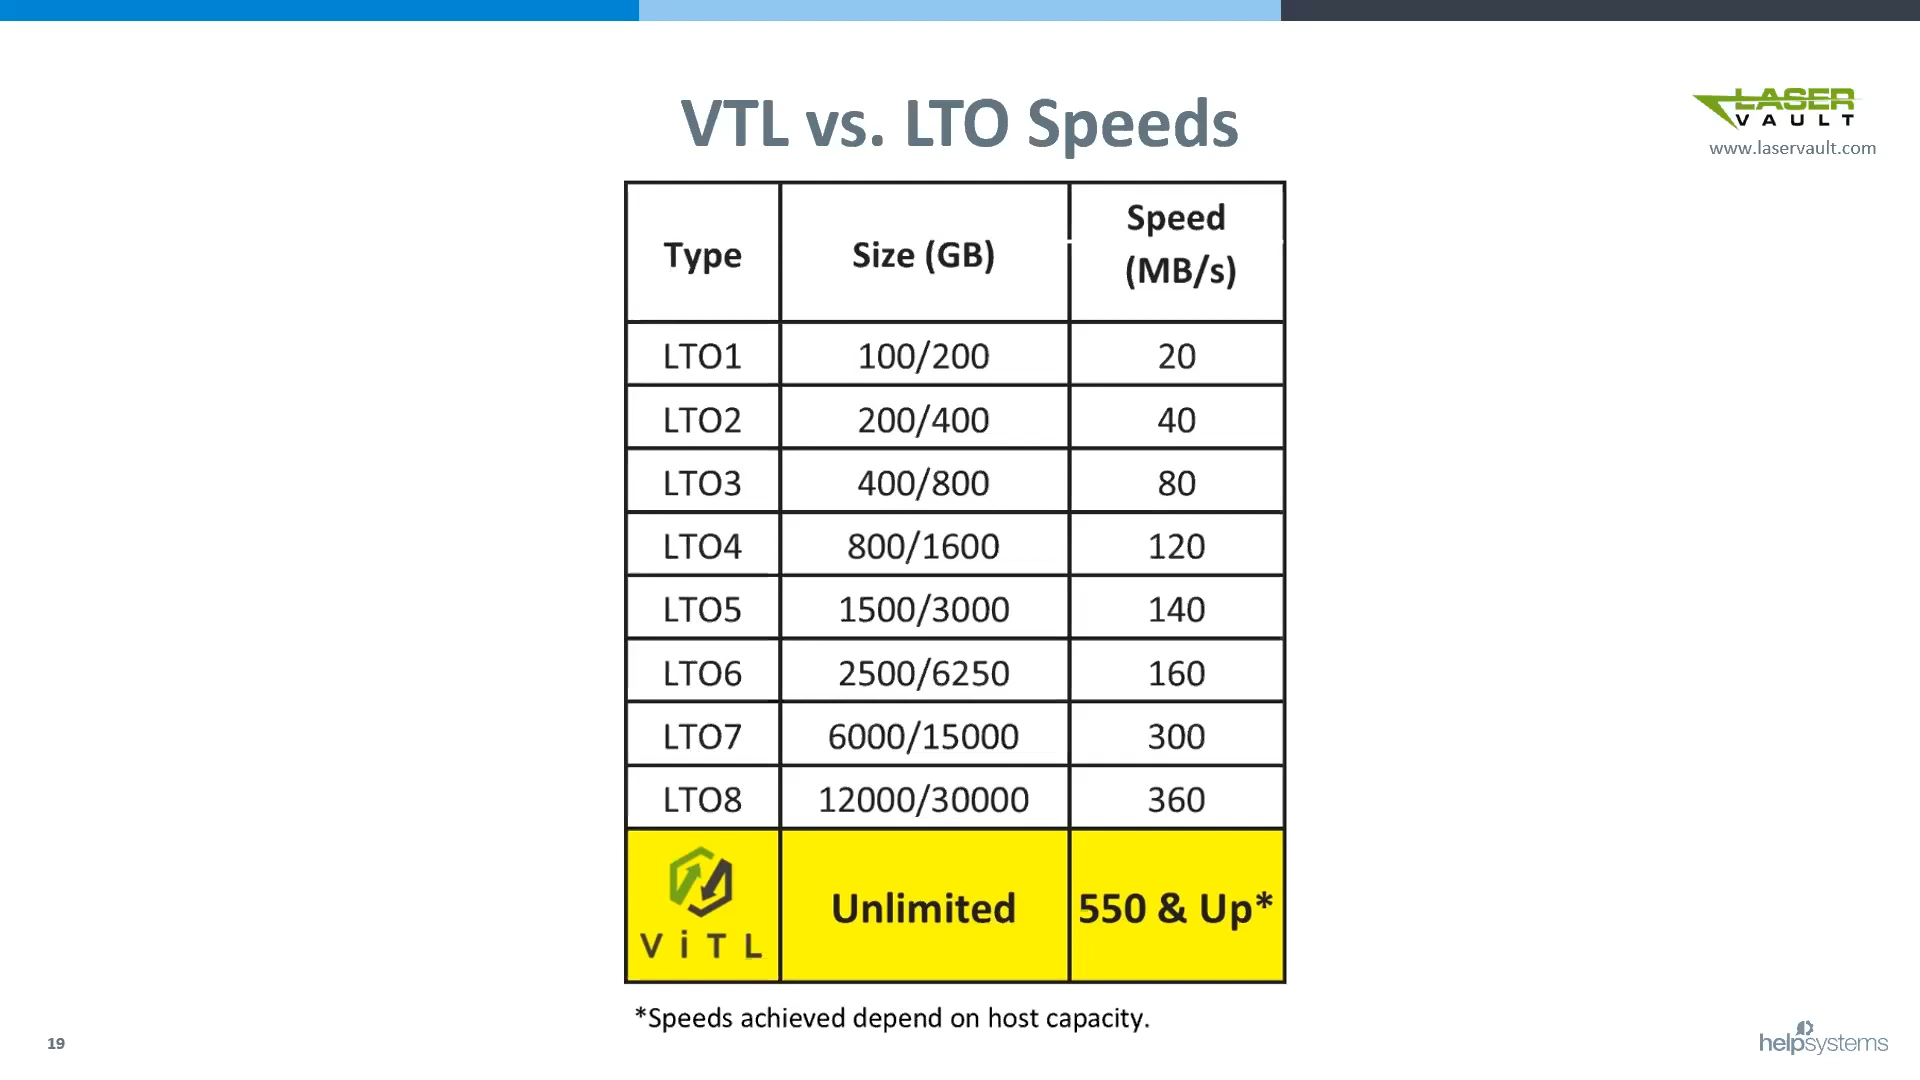 VTL vs. LTO Speeds
LASER
VAULT
www.laservault.com
Type Size (GB) Speed (MB/s)
LTO1 100/200 20
LTO2 200/400 40
LTO3 400/800 80
LTO4 800/1600 120
LTO5 1500/3000 140
LTO6 2500/6250 160
LTO7 6000/15000 300
LTO8 12000/30000 360
ViTL Unlimited 550 & Up*
*Speeds achieved depend on host capacity.
19
helpsystems